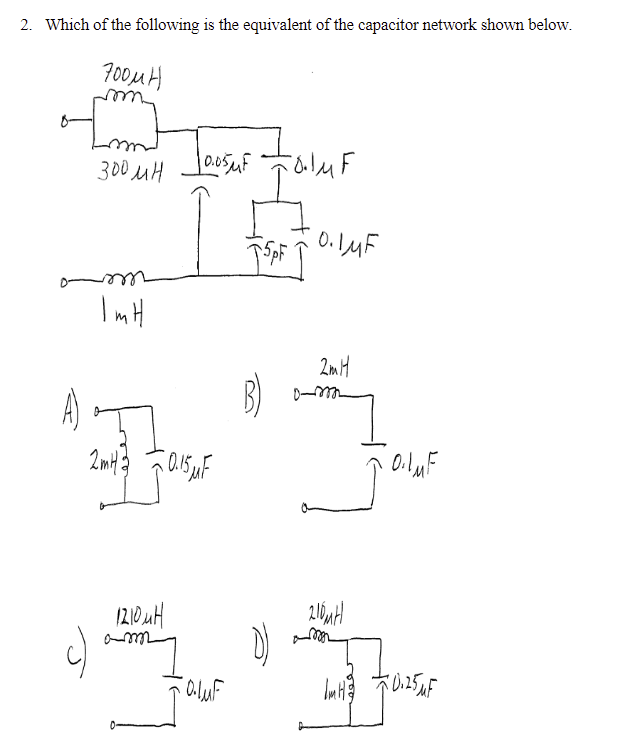 2. Which of the following is the equivalent of the capacitor network shown below.
700μH
300μH
0.05μF
0.1μF
5pF
0.1μF
1mH
A)
2mH
0.15μF
B)
2mH
0.1μF
C)
1210μH
0.1μF
D)
210μH
1mH
0.25μF